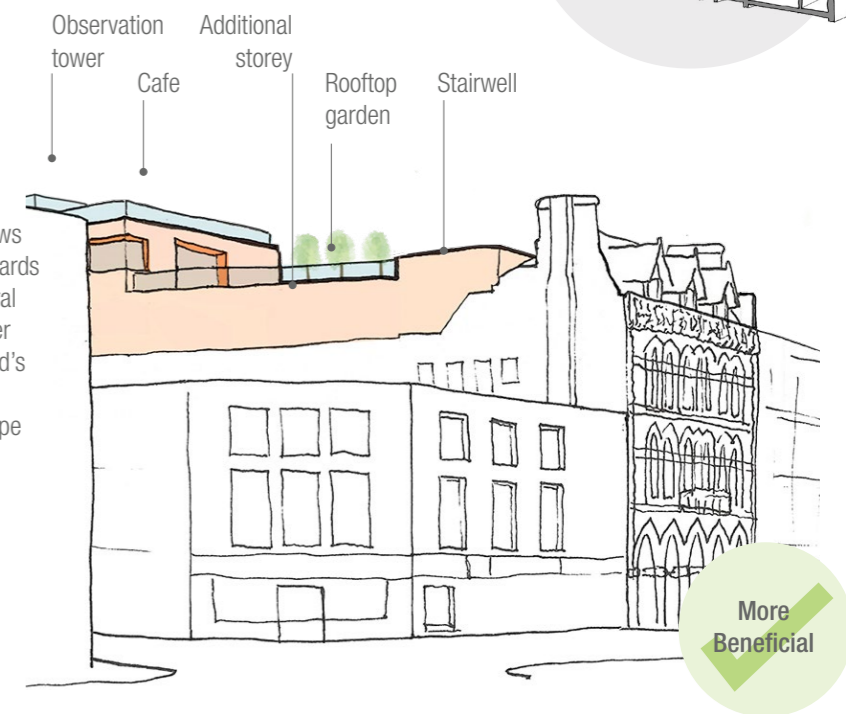 Observation
tower
Cafe
Additional
storey
Rooftop
garden
Stairwell
More
Beneficial